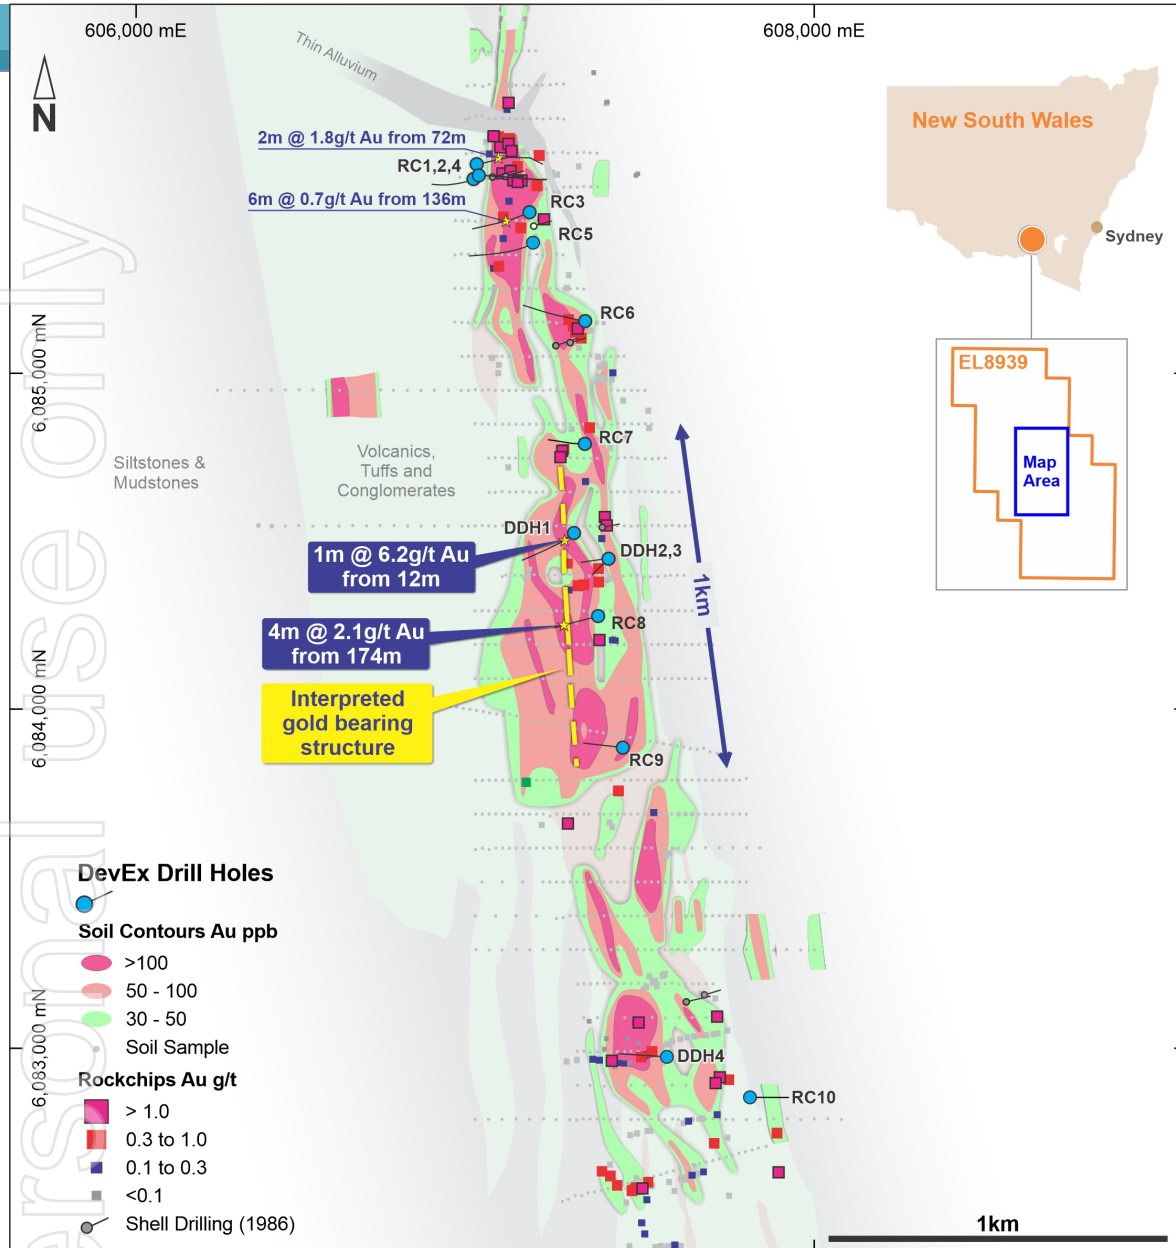 606,000 mE
608,000 mE
Thin Alluvium
N
New South Wales
2m @ 1.8g/t Au from 72m
RC1,2,4
6m @ 0.7g/t Au from 136m
RC3
RC5
Sydney
RC6
6,085,000 mN
EL8939
RC7
Siltstones &
Mudstones
Volcanics,
Tuffs and
Conglomerates
Map
Area
DDH1
DDH2,3
1m @ 6.2g/t Au
from 12m
1km
4m @ 2.1g/t Au
from 174m
RC8
6,084,000 mN
Interpreted
gold bearing
structure
RC9
DevEx Drill Holes
Soil Contours Au ppb
>100
50 - 100
30 - 50
Soil Sample
6,083,000 mN
Rockchips Au g/t
> 1.0
0.3 to 1.0
0.1 to 0.3
<0.1
Shell Drilling (1986)
DDH4
RC10
1km
ersonal use only